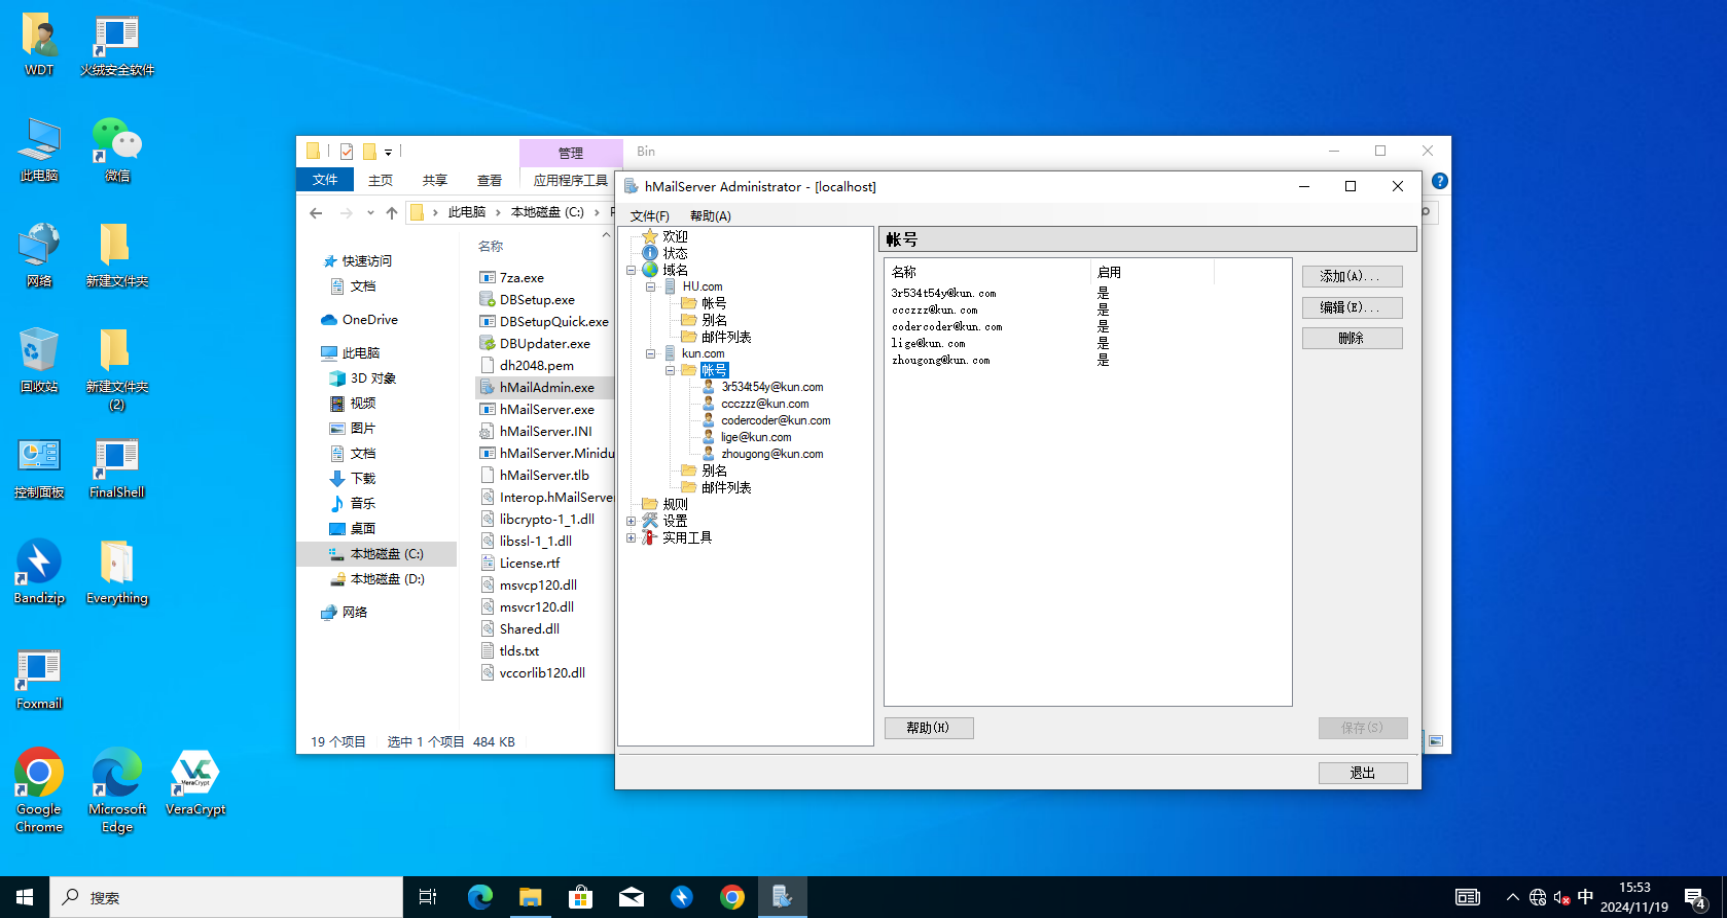 WDT
火绒安全软件
此电脑
微信
网络
新建文件夹
回收站
新建文件夹
(2)
控制面板
FinalShell
Bandizip
Everything
Foxmail
Google
Chrome
Microsoft
Edge
VeraCrypt
VeraCrypt
管理
Bin
文件
主页
共享
查看
应用程序工具
此电脑
本地磁盘 (C:)
快速访问
文档
OneDrive
此电脑
3D 对象
视频
图片
文档
下载
音乐
桌面
本地磁盘 (C:)
本地磁盘 (D:)
网络
名称
7za.exe
DBSetup.exe
DBSetupQuick.exe
DBUpdater.exe
dh2048.pem
hMailAdmin.exe
hMailServer.exe
hMailServer.INI
hMailServer.Minidu
hMailServer.tlb
Interop.hMailServer
libcrypto-1_1.dll
libssl-1_1.dll
License.rtf
msvcp120.dll
msvcr120.dll
Shared.dll
tlds.txt
vccorlib120.dll
19 个项目
选中 1 个项目 484 KB
hMailServer Administrator - [localhost]
文件(F)
帮助(A)
欢迎
状态
域名
HU.com
帐号
别名
邮件列表
kun.com
帐号
3r534t54y@kun.com
ccczzz@kun.com
codercoder@kun.com
lige@kun.com
zhougong@kun.com
别名
邮件列表
规则
设置
实用工具
帐号
名称 启用
3r534t54y@kun.com 是
ccczzz@kun.com 是
codercoder@kun.com 是
lige@kun.com 是
zhougong@kun.com 是
添加(A)...
编辑(E)...
删除
帮助(H)
保存(S)
退出
搜索
中
15:53
2024/11/19
4